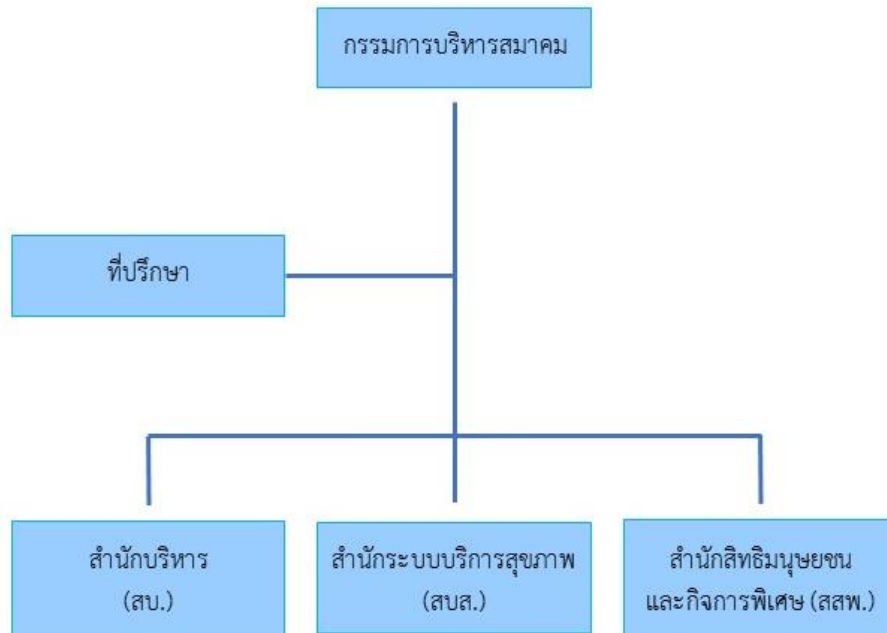 กรรมการบริหารสมาคม
ที่ปรึกษา
สำนักบริหาร
(สบ.)
สำนักระบบบริการสุขภาพ
(สบส.)
สำนักสิทธิมนุษยชน
และกิจการพิเศษ (สสพ.)